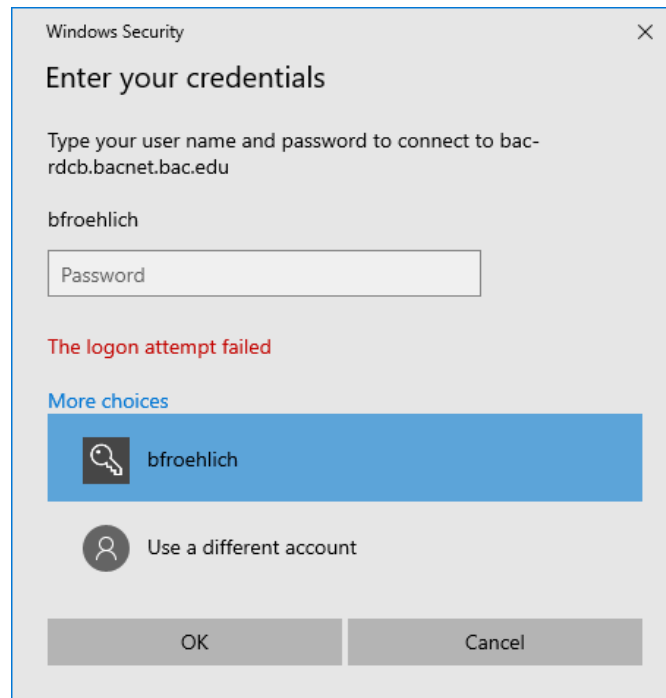 Windows Security
Enter your credentials
Type your user name and password to connect to bac-
rdcb.bacnet.bac.edu
bfroehlich
Password
The logon attempt failed
More choices
bfroehlich
Use a different account
OK
Cancel